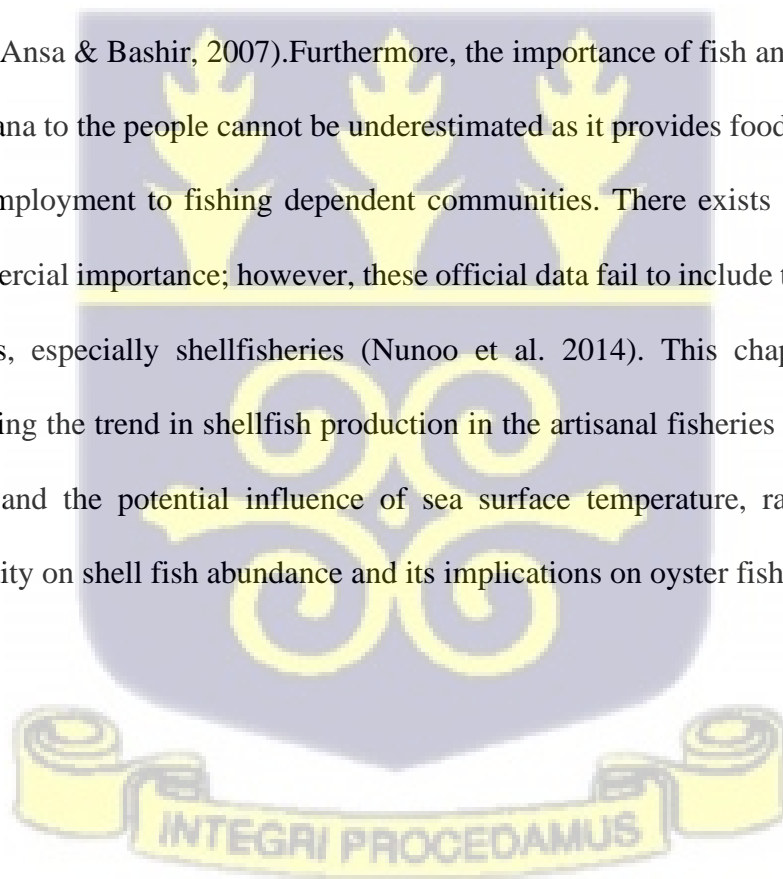 Ansa & Bashir, 2007).Furthermore, the importance of fish an
ana to the people cannot be underestimated as it provides food
mployment to fishing dependent communities. There exists
ercial importance; however, these official data fail to include t
s, especially shellfisheries (Nunoo et al. 2014). This chap
ing the trend in shellfish production in the artisanal fisheries
and the potential influence of sea surface temperature, ra
ity on shell fish abundance and its implications on oyster fish
INTEGRI PROCEDAMUS